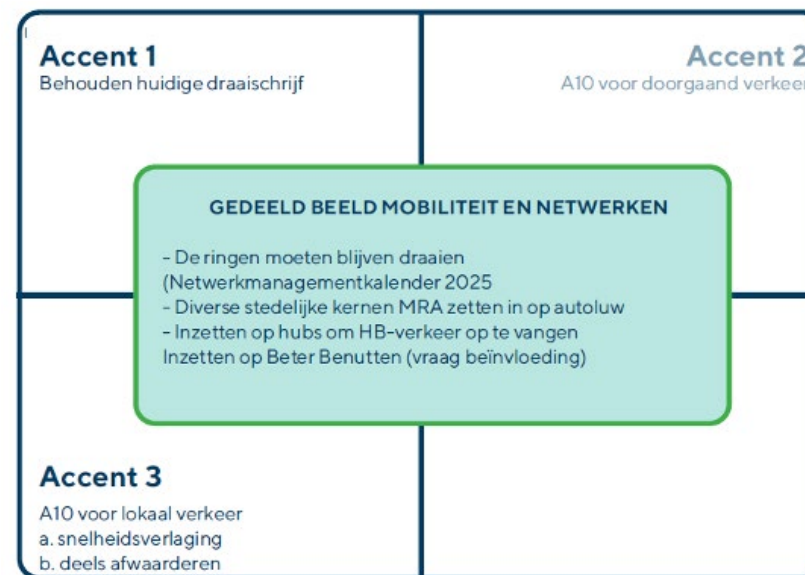 Accent 1
Behouden huidige draaischrijf
Accent 2
A10 voor doorgaand verkeer
GEDEELD BEELD MOBILITEIT EN NETWERKEN
- De ringen moeten blijven draaien
(Netwerkmanagementkalender 2025
- Diverse stedelijke kernen MRA zetten in op autoluw
- Inzetten op hubs om HB-verkeer op te vangen
Inzetten op Beter Benutten (vraag beïnvloeding)
Accent 3
A10 voor lokaal verkeer
a. snelheidsverlaging
b. deels afwaarderen